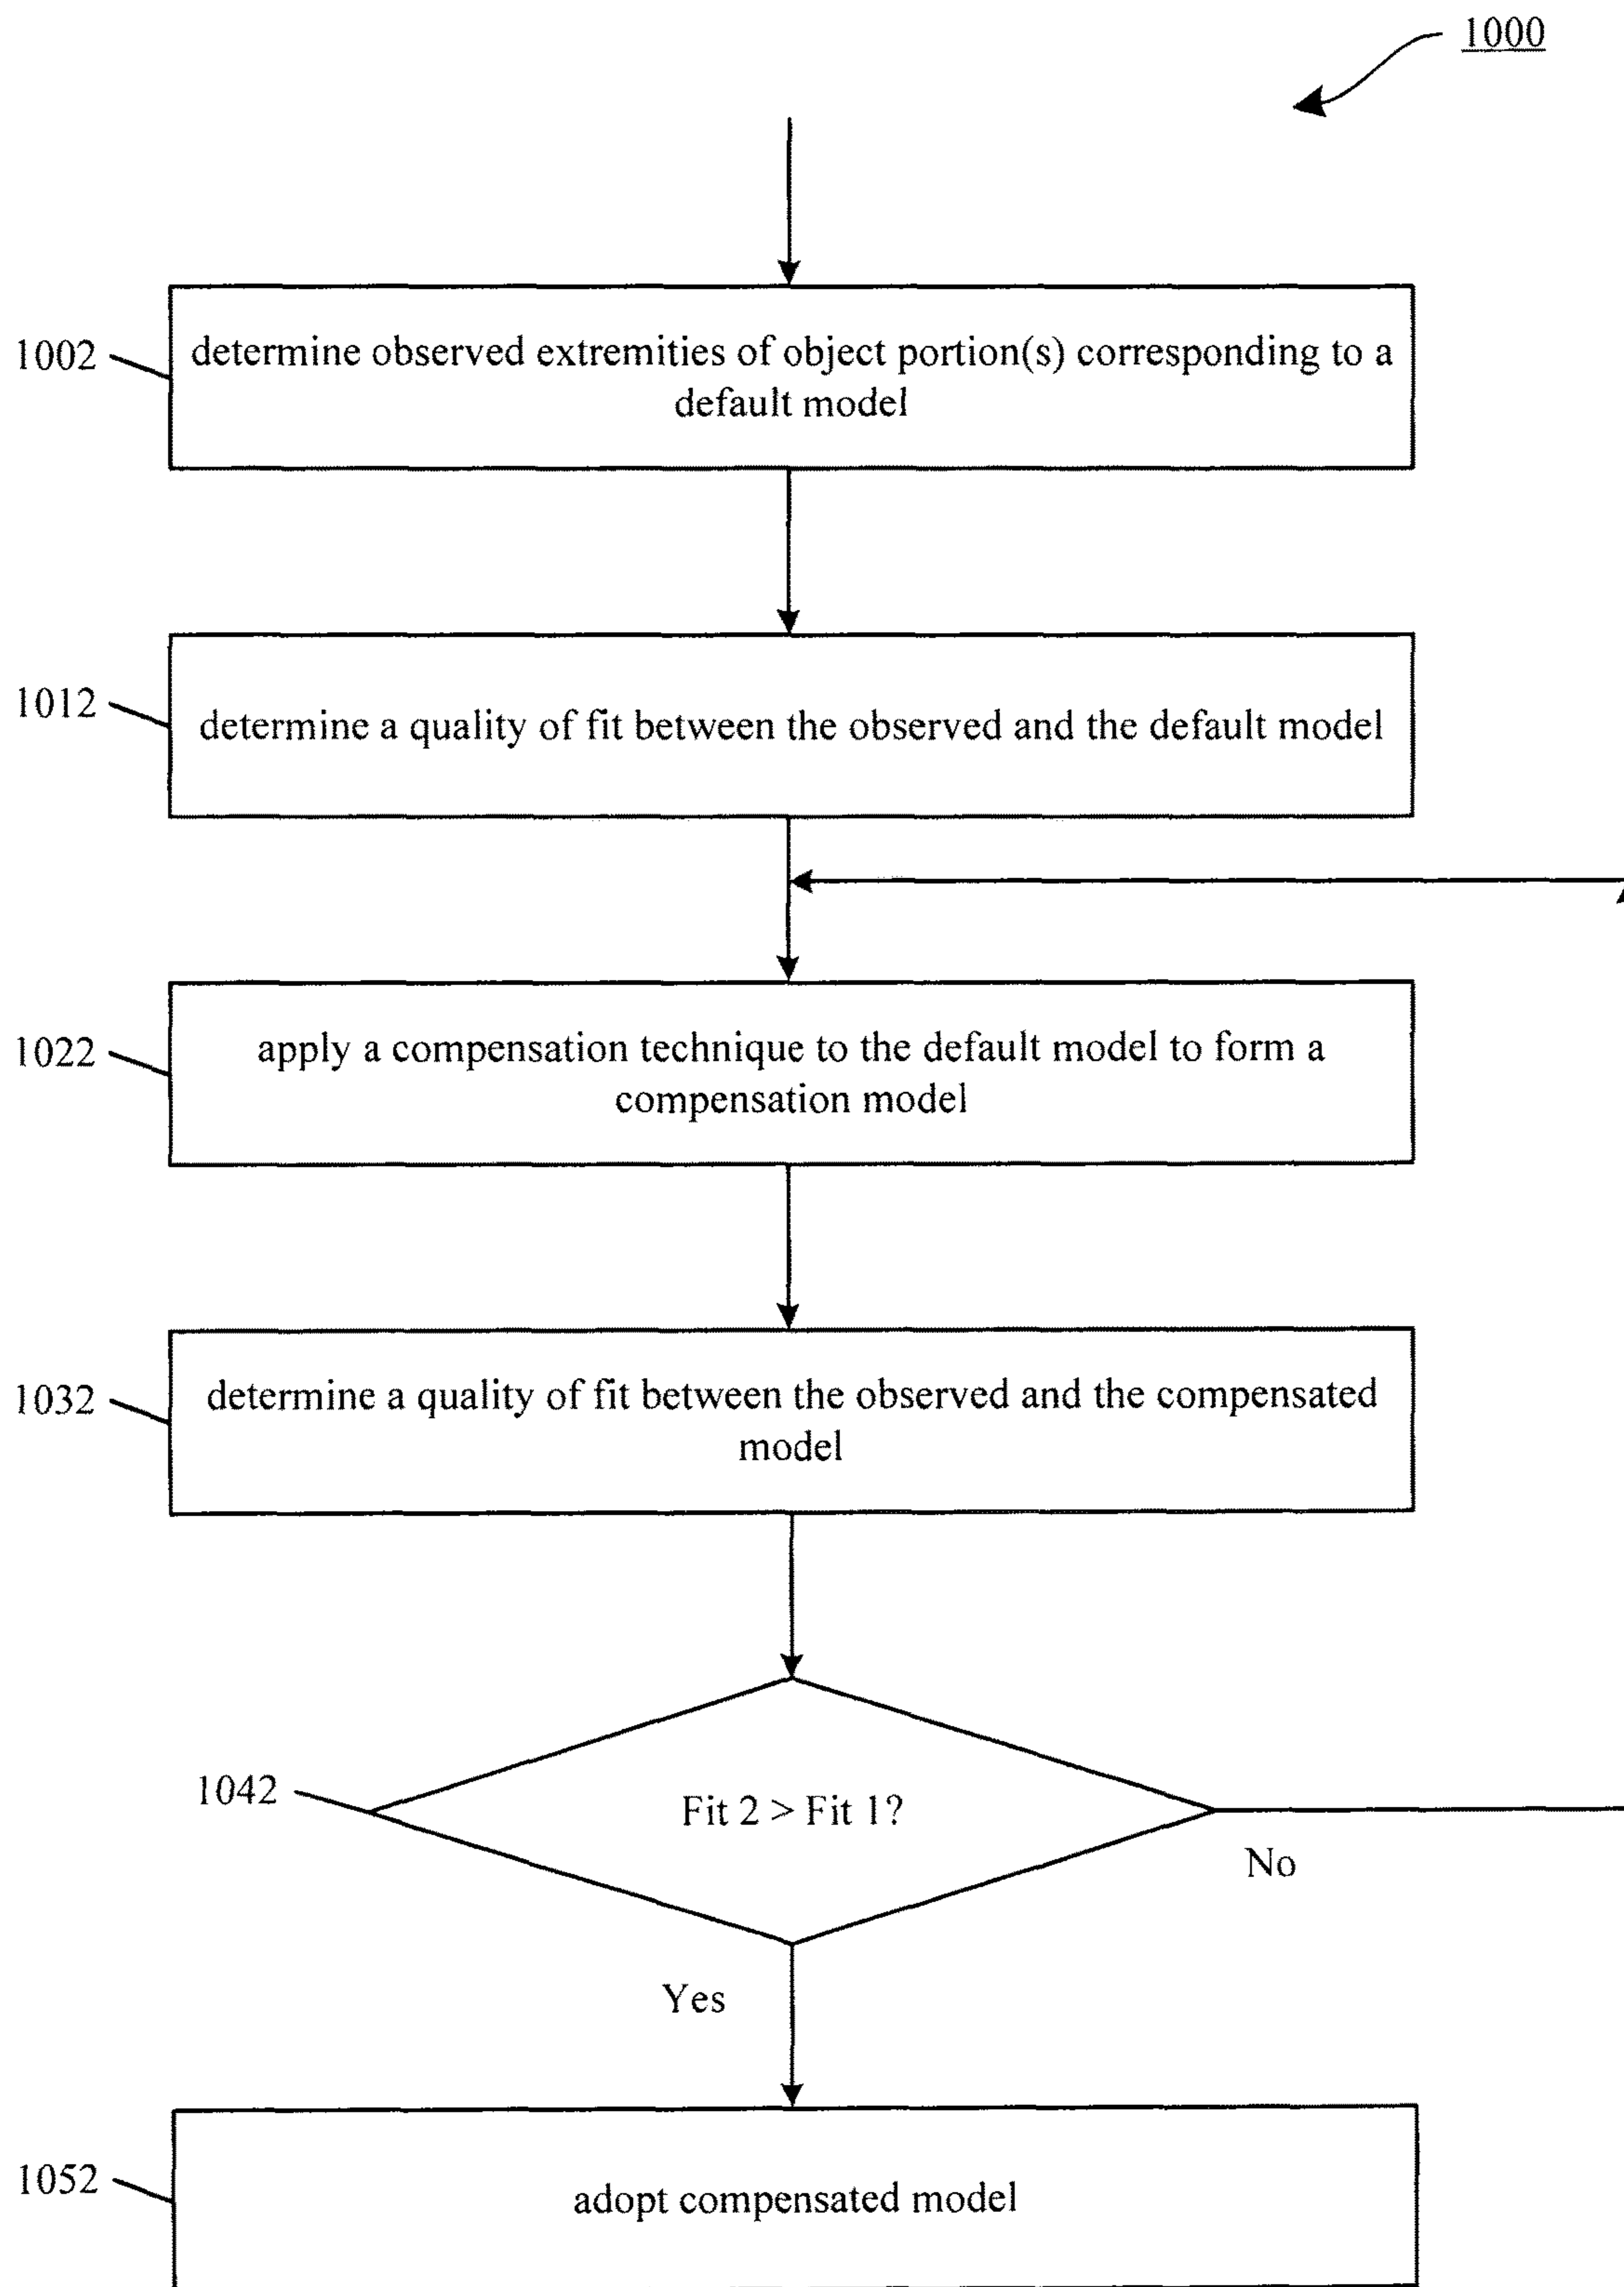 1000
1002
determine observed extremities of object portion(s) corresponding to a
default model
1012
determine a quality of fit between the observed and the default model
1022
apply a compensation technique to the default model to form a
compensation model
1032
determine a quality of fit between the observed and the compensated
model
1042
Fit 2 > Fit 1?
No
Yes
1052
adopt compensated model